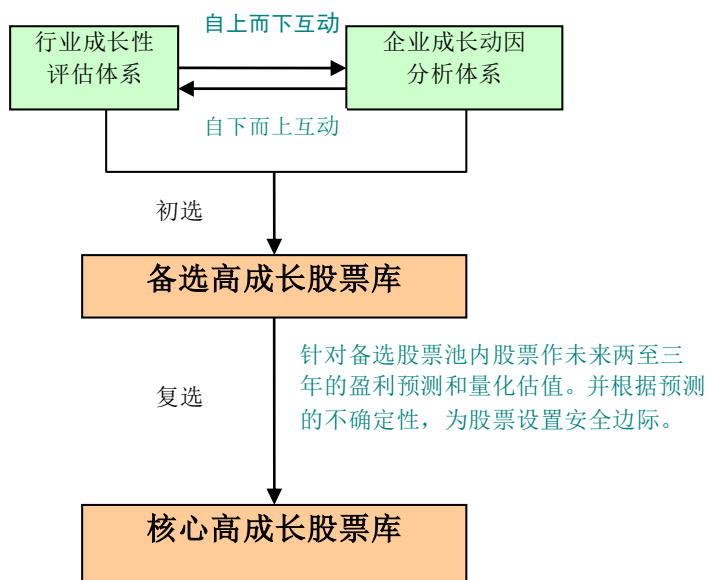 自上而下互动
行业成长性
评估体系
企业成长动因
分析体系
自下而上互动
初选
备选高成长股票库
针对备选股票池内股票作未来两至三
年的盈利预测和量化估值。并根据预测
的不确定性，为股票设置安全边际。
复选
核心高成长股票库